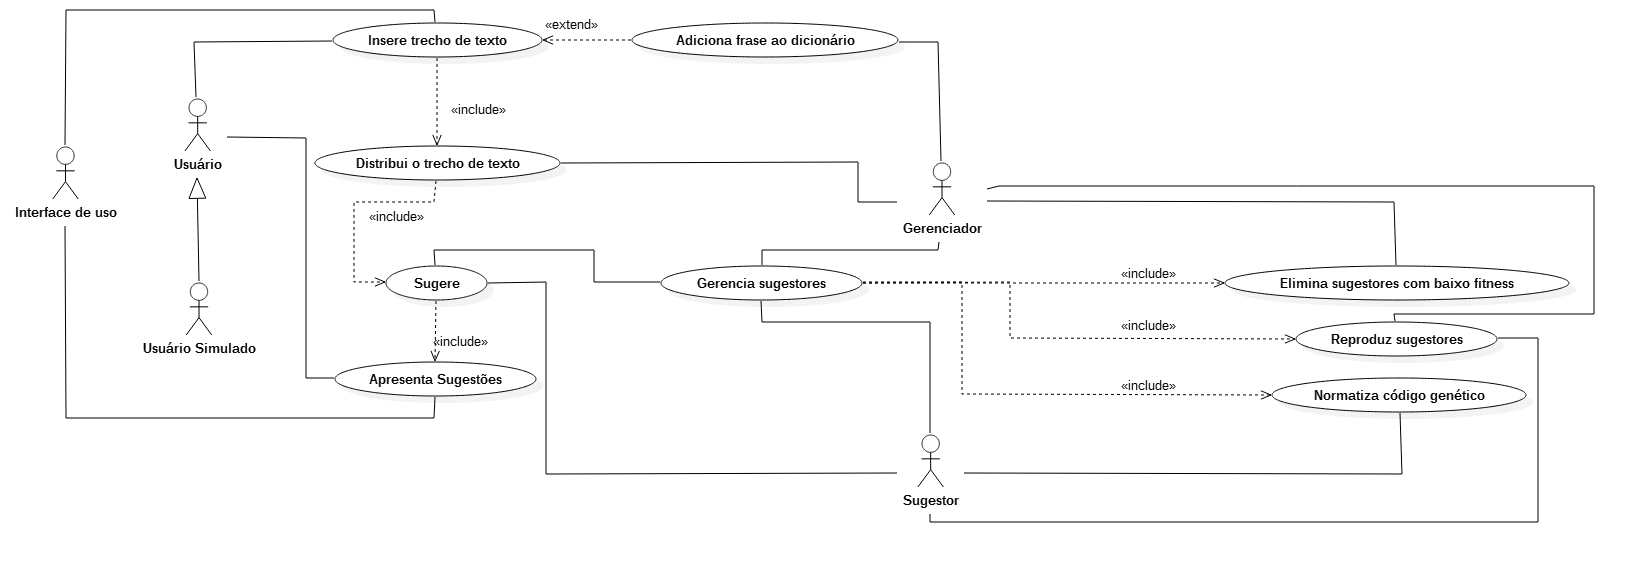 «extend»
Insere trecho de texto
Adiciona frase ao dicionário
«include»
Usuário
Distribui o trecho de texto
Interface de uso
«include»
Gerenciador
Sugere
Gerencia sugestores
«include»
Elimina sugestores com baixo fitness
«include»
Reproduz sugestores
Usuário Simulado
«include»
Apresenta Sugestões
«include»
Normatiza código genético
Sugestor